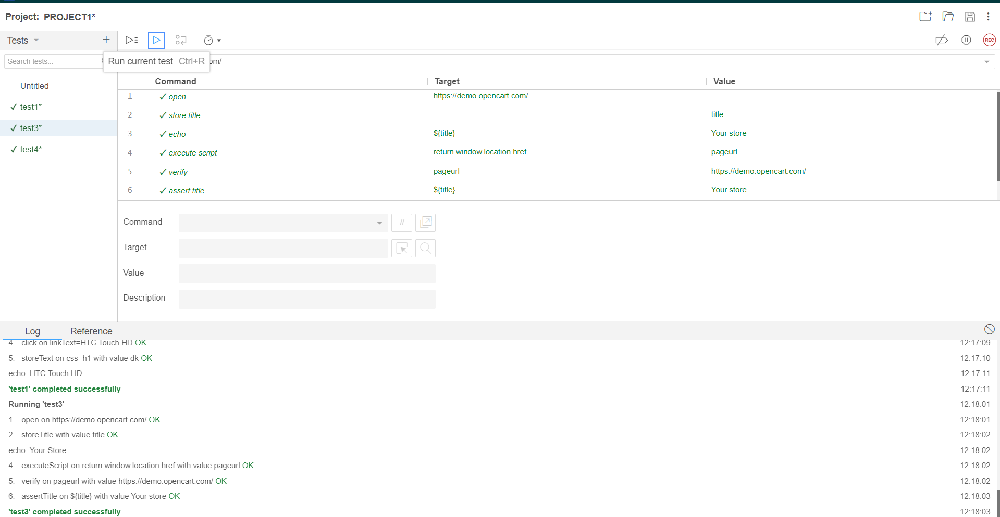 Project: PROJECT1*
Tests
Run current test Ctrl+R
om/
Search tests...
Command Target Value
Untitled
test1*
test3*
test4*
1 ✓ open https://demo.opencart.com/
2 ✓ store title title
3 ✓ echo ${title} Your store
4 ✓ execute script return window.location.href pageurl
5 ✓ verify pageurl https://demo.opencart.com/
6 ✓ assert title ${title} Your store
Command //
Target
Value
Description
REC
Log Reference
4. click on linkText=HTC Touch HD OK 12:17:09
5. storeText on css=h1 with value dk OK 12:17:10
echo: HTC Touch HD 12:17:11
'test1' completed successfully 12:17:11
Running 'test3' 12:18:01
1. open on https://demo.opencart.com/ OK 12:18:01
2. storeTitle with value title OK 12:18:02
echo: Your Store 12:18:02
4. executeScript on return window.location.href with value pageurl OK 12:18:02
5. verify on pageurl with value https://demo.opencart.com/ OK 12:18:02
6. assertTitle on ${title} with value Your store OK 12:18:03
'test3' completed successfully 12:18:03